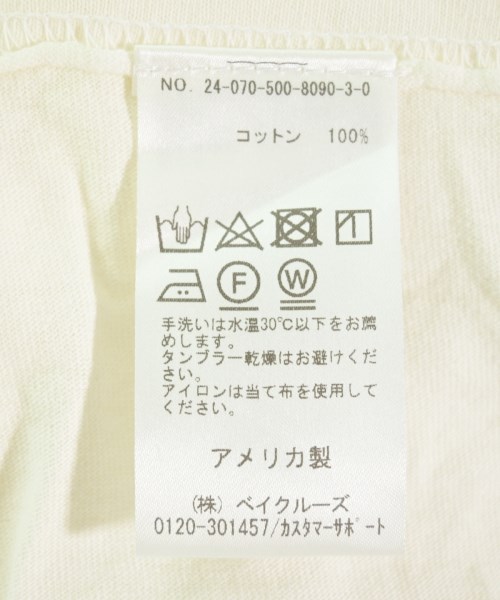 NO. 24-070-500-8090-3-0
コットン 100%
F W
手洗いは水温30℃以下をお薦
めします。
タンブラー乾燥はお避けくだ
さい。
アイロンは当て布を使用して
ください。
アメリカ製
(株) ベイクルーズ
0120-301457/カスタマーサポート